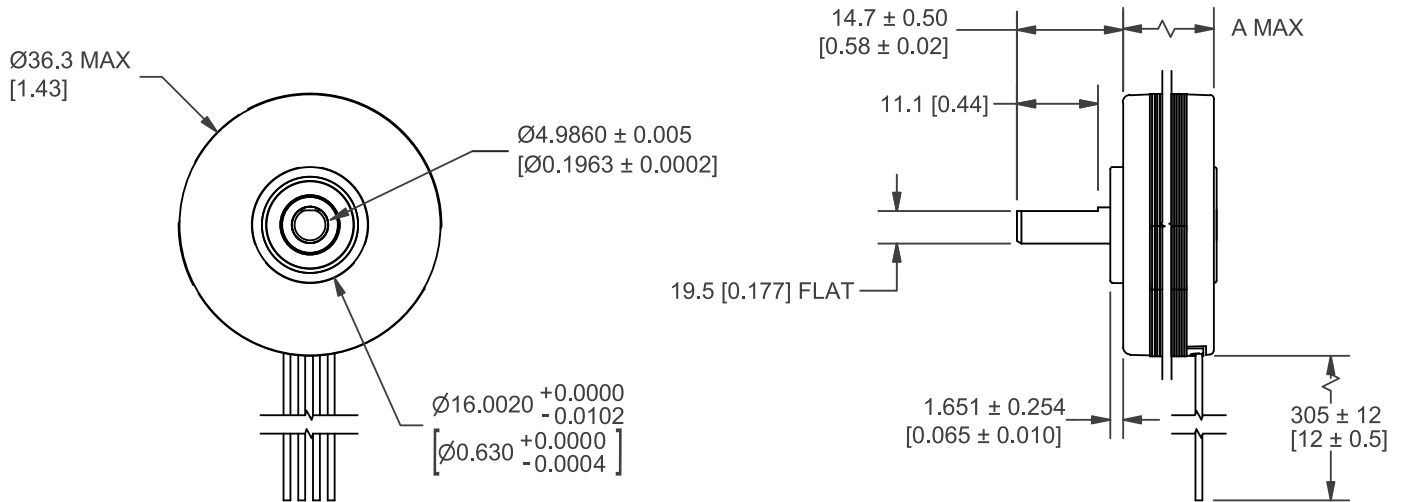 Ø36.3 MAX
[1.43]
Ø4.9860 ± 0.005
[Ø0.1963 ± 0.0002]
Ø16.0020 +0.0000
-0.0102
[Ø0.630 +0.0000
-0.0004 ]
14.7 ± 0.50
[0.58 ± 0.02]
A MAX
11.1 [0.44]
19.5 [0.177] FLAT
1.651 ± 0.254
[0.065 ± 0.010]
305 ± 12
[12 ± 0.5]